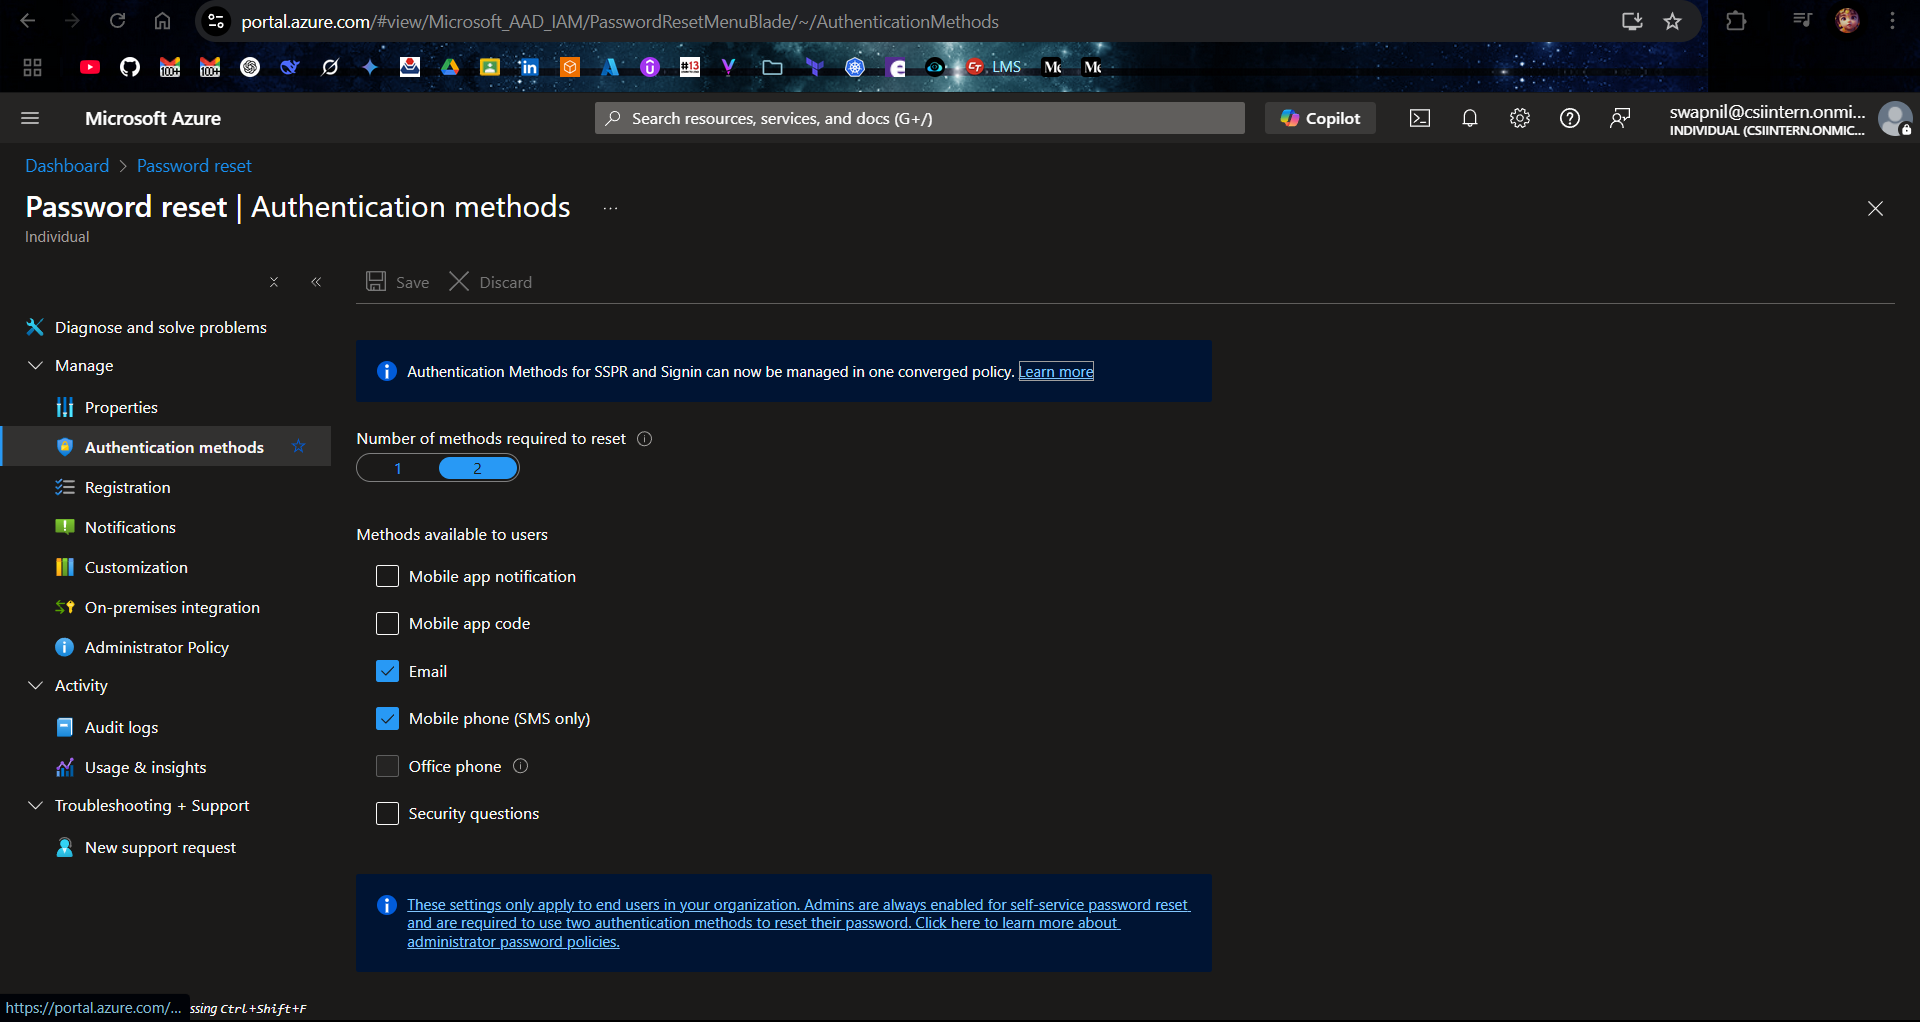 portal.azure.com/#view/Microsoft_AAD_IAM/PasswordResetMenuBlade/~/AuthenticationMethods
100+
100+
#13
LMS
Microsoft Azure
Search resources, services, and docs (G+/)
Copilot
swapnil@csiintern.onmi...
INDIVIDUAL (CSIINTERN.ONMIC...
Dashboard > Password reset
Password reset | Authentication methods ...
Individual
Save
Discard
Diagnose and solve problems
Manage
Properties
Authentication methods
Registration
Notifications
Customization
On-premises integration
Administrator Policy
Activity
Audit logs
Usage & insights
Troubleshooting + Support
New support request
Authentication Methods for SSPR and Signin can now be managed in one converged policy. Learn more
Number of methods required to reset
1 2
Methods available to users
Mobile app notification
Mobile app code
Email
Mobile phone (SMS only)
Office phone
Security questions
These settings only apply to end users in your organization. Admins are always enabled for self-service password reset
and are required to use two authentication methods to reset their password. Click here to learn more about
administrator password policies.
https://portal.azure.com/... ssing Ctrl+Shift+F